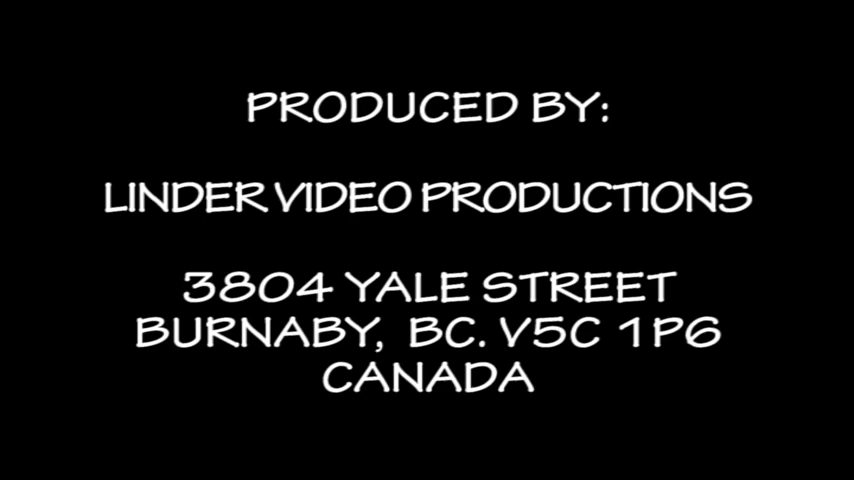 PRODUCED BY:
LINDER VIDEO PRODUCTIONS
3804 YALE STREET
BURNABY, BC. V5C 1P6
CANADA